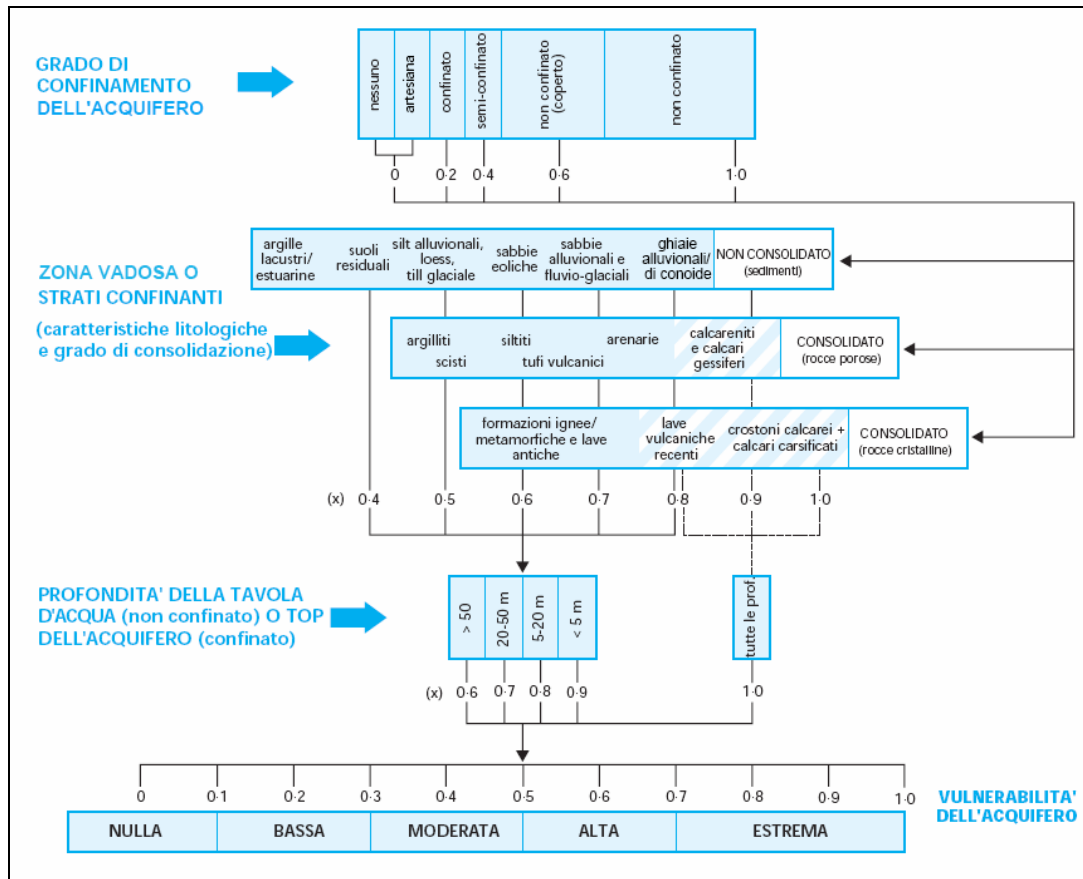 GRADO DI
CONFINAMENTO
DELL'ACQUIFERO
nessuno
artesiana
confinato
semi-confinato
non confinato
(coperto)
non confinato
0 0·2 0·4 0·6 1·0
ZONA VADOSA O
STRATI CONFINANTI
(caratteristiche litologiche
e grado di consolidazione)
argille
lacustri/
estuarine
suoli
residuali
silt alluvionali,
loess,
till glaciale
sabbie
eoliche
sabbie
alluvionali e
fluvio-glaciali
ghiaie
alluvionali/
di conoide
NON CONSOLIDATO
(sedimenti)
argilliti
scisti
siltiti
tufi vulcanici
arenarie
calcareniti
e calcari
gessiferi
CONSOLIDATO
(rocce porose)
formazioni ignee/
metamorfiche e lave
antiche
lave
vulcaniche
recenti
crostoni calcarei +
calcari carsificati
CONSOLIDATO
(rocce cristalline)
(x) 0·4 0·5 0·6 0·7 0·8 0·9 1·0
PROFONDITA' DELLA TAVOLA
D'ACQUA (non confinato) O TOP
DELL'ACQUIFERO (confinato)
> 50
20-50 m
5-20 m
< 5 m
tutte le prof.
(x) 0·6 0·7 0·8 0·9 1·0
0 0·1 0·2 0·3 0·4 0·5 0·6 0·7 0·8 0·9 1·0
VULNERABILITA'
DELL'ACQUIFERO
NULLA BASSA MODERATA ALTA ESTREMA